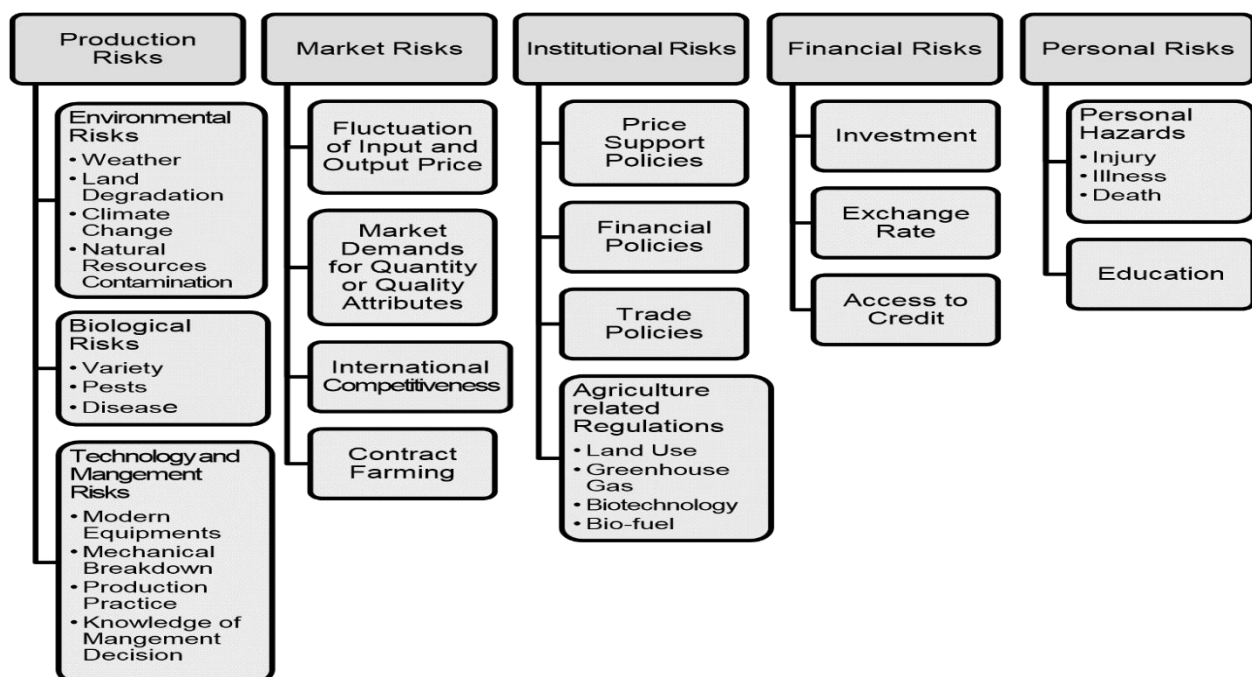 Production
Risks
Environmental
Risks
• Weather
• Land
Degradation
• Climate
Change
• Natural
Resources
Contamination
Biological
Risks
• Variety
• Pests
• Disease
Technology and
Mangement
Risks
• Modern
Equipments
• Mechanical
Breakdown
• Production
Practice
• Knowledge of
Mangement
Decision
Market Risks
Fluctuation
of Input and
Output Price
Market
Demands
for Quantity
or Quality
Attributes
International
Competitiveness
Contract
Farming
Institutional Risks
Price
Support
Policies
Financial
Policies
Trade
Policies
Agriculture
related
Regulations
• Land Use
• Greenhouse
Gas
• Biotechnology
• Bio-fuel
Financial Risks
Investment
Exchange
Rate
Access to
Credit
Personal Risks
Personal
Hazards
• Injury
• Illness
• Death
Education